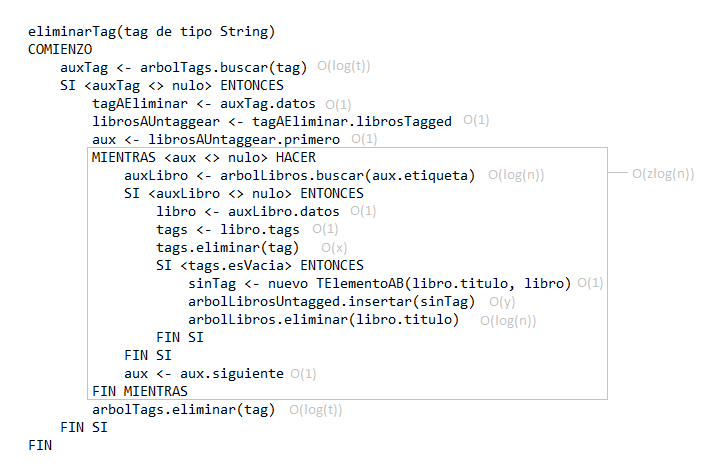 eliminarTag(tag de tipo String)
COMIENZO
auxTag <- arbolTags.buscar(tag) O(log(t))
SI <auxTag <> nulo> ENTONCES
tagAEliminar <- auxTag.datos O(1)
librosAUntaggear <- tagAEliminar.librosTagged O(1)
aux <- librosAUntaggear.primero O(1)
MIENTRAS <aux <> nulo> HACER
auxLibro <- arbolLibros.buscar(aux.etiqueta) O(log(n)) O(zlog(n))
SI <auxLibro <> nulo> ENTONCES
libro <- auxLibro.datos O(1)
tags <- libro.tags O(1)
tags.eliminar(tag) O(x)
SI <tags.esVacia> ENTONCES
sinTag <- nuevo TElementoAB(libro.titulo, libro) O(1)
arbolLibrosUntagged.insertar(sinTag) O(y)
arbolLibros.eliminar(libro.titulo) O(log(n))
FIN SI
FIN SI
aux <- aux.siguiente O(1)
FIN MIENTRAS
arbolTags.eliminar(tag) O(log(t))
FIN SI
FIN